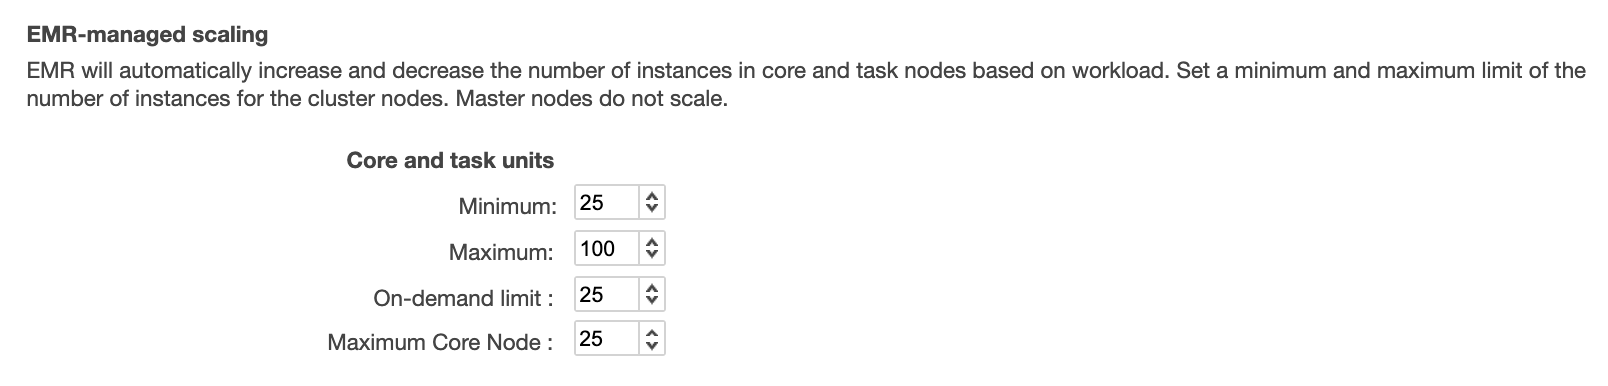 EMR-managed scaling
EMR will automatically increase and decrease the number of instances in core and task nodes based on workload. Set a minimum and maximum limit of the
number of instances for the cluster nodes. Master nodes do not scale.
Core and task units
Minimum: 25
Maximum: 100
On-demand limit : 25
Maximum Core Node : 25